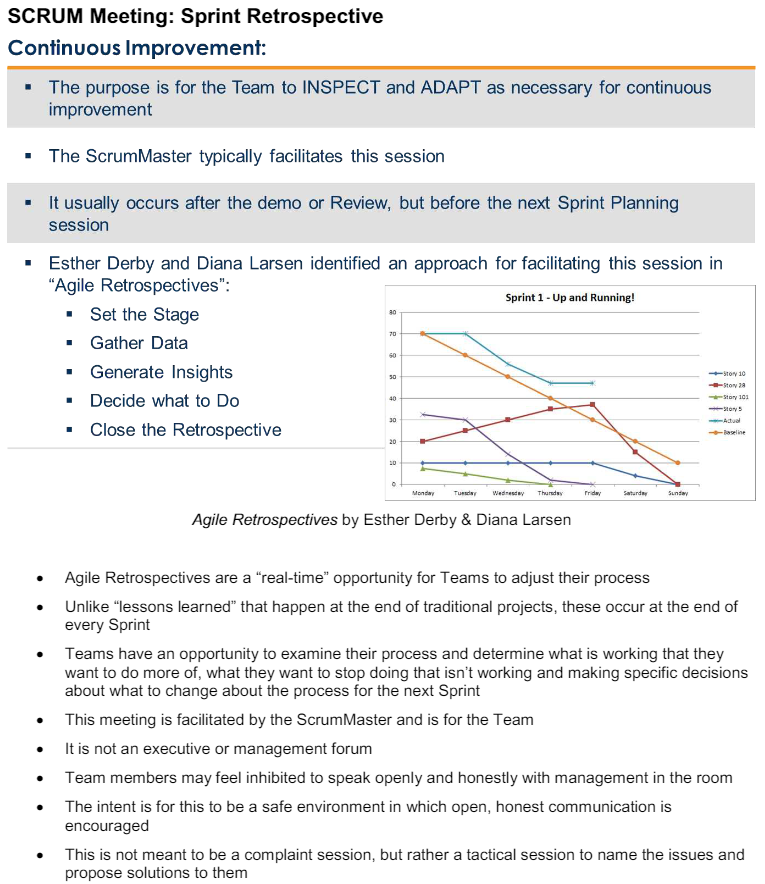 SCRUM Meeting: Sprint Retrospective
Continuous Improvement:
▪ The purpose is for the Team to INSPECT and ADAPT as necessary for continuous
improvement
▪ The ScrumMaster typically facilitates this session
▪ It usually occurs after the demo or Review, but before the next Sprint Planning
session
▪ Esther Derby and Diana Larsen identified an approach for facilitating this session in
“Agile Retrospectives”:
▪ Set the Stage
▪ Gather Data
▪ Generate Insights
▪ Decide what to Do
▪ Close the Retrospective
Sprint 1 - Up and Running!
80
70
60
50
40
30
20
10
0
Monday Tuesday Wednesday Thursday Friday Saturday Sunday
Story 10
Story 28
Story 101
Story 5
Actual
Baseline
Agile Retrospectives by Esther Derby & Diana Larsen
• Agile Retrospectives are a “real-time” opportunity for Teams to adjust their process
• Unlike “lessons learned” that happen at the end of traditional projects, these occur at the end of
every Sprint
• Teams have an opportunity to examine their process and determine what is working that they
want to do more of, what they want to stop doing that isn’t working and making specific decisions
about what to change about the process for the next Sprint
• This meeting is facilitated by the ScrumMaster and is for the Team
• It is not an executive or management forum
• Team members may feel inhibited to speak openly and honestly with management in the room
• The intent is for this to be a safe environment in which open, honest communication is
encouraged
• This is not meant to be a complaint session, but rather a tactical session to name the issues and
propose solutions to them